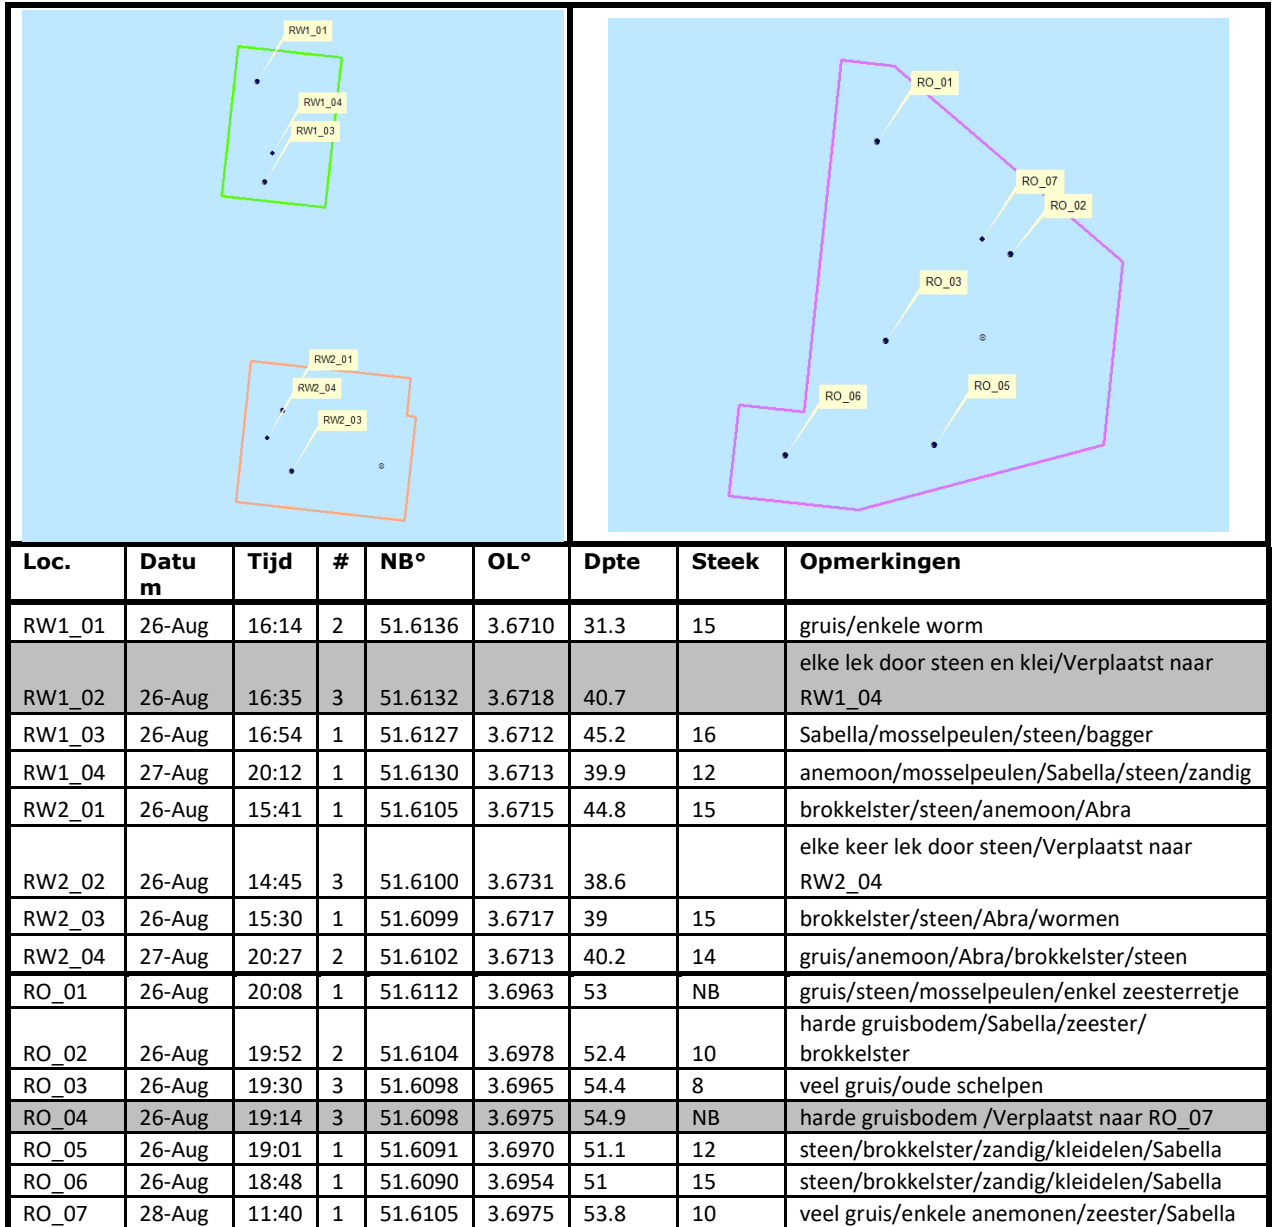 RW1_01
RW1_04
RW1_03
RW2_01
RW2_04
RW2_03
RO_01
RO_07
RO_02
RO_03
RO_05
RO_06
Loc. Datu m Tijd # NB° OL° Dpte Steek Opmerkingen
RW1_01 26-Aug 16:14 2 51.6136 3.6710 31.3 15 gruis/enkele worm
elke lek door steen en klei/Verplaatst naar
RW1_02 26-Aug 16:35 3 51.6132 3.6718 40.7 RW1_04
RW1_03 26-Aug 16:54 1 51.6127 3.6712 45.2 16 Sabella/mosselpeulen/steen/bagger
RW1_04 27-Aug 20:12 1 51.6130 3.6713 39.9 12 anemoon/mosselpeulen/Sabella/steen/zandig
RW2_01 26-Aug 15:41 1 51.6105 3.6715 44.8 15 brokkelster/steen/anemoon/Abra
elke keer lek door steen/Verplaatst naar
RW2_02 26-Aug 14:45 3 51.6100 3.6731 38.6 RW2_04
RW2_03 26-Aug 15:30 1 51.6099 3.6717 39 15 brokkelster/steen/Abra/wormen
RW2_04 27-Aug 20:27 2 51.6102 3.6713 40.2 14 gruis/anemoon/Abra/brokkelster/steen
RO_01 26-Aug 20:08 1 51.6112 3.6963 53 NB gruis/steen/mosselpeulen/enkel zeesterretje
harde gruisbodem/Sabella/zeester/
RO_02 26-Aug 19:52 2 51.6104 3.6978 52.4 10 brokkelster
RO_03 26-Aug 19:30 3 51.6098 3.6965 54.4 8 veel gruis/oude schelpen
RO_04 26-Aug 19:14 3 51.6098 3.6975 54.9 NB harde gruisbodem /Verplaatst naar RO_07
RO_05 26-Aug 19:01 1 51.6091 3.6970 51.1 12 steen/brokkelster/zandig/kleidelen/Sabella
RO_06 26-Aug 18:48 1 51.6090 3.6954 51 15 steen/brokkelster/zandig/kleidelen/Sabella
RO_07 28-Aug 11:40 1 51.6105 3.6975 53.8 10 veel gruis/enkele anemonen/zeester/Sabella